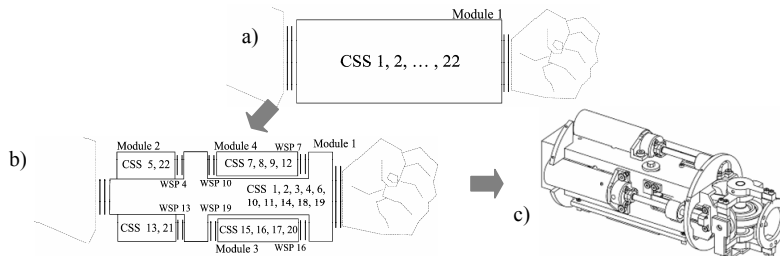 Module 1
a)
CSS 1, 2, … , 22
b)
Module 2
Module 4
WSP 7
Module 1
CSS 5, 22
CSS 7, 8, 9, 12
WSP 4
WSP 10
CSS 1, 2, 3, 4, 6,
10, 11, 14, 18, 19
WSP 13
WSP 19
CSS 13, 21
CSS 15, 16, 17, 20
Module 3
WSP 16
c)